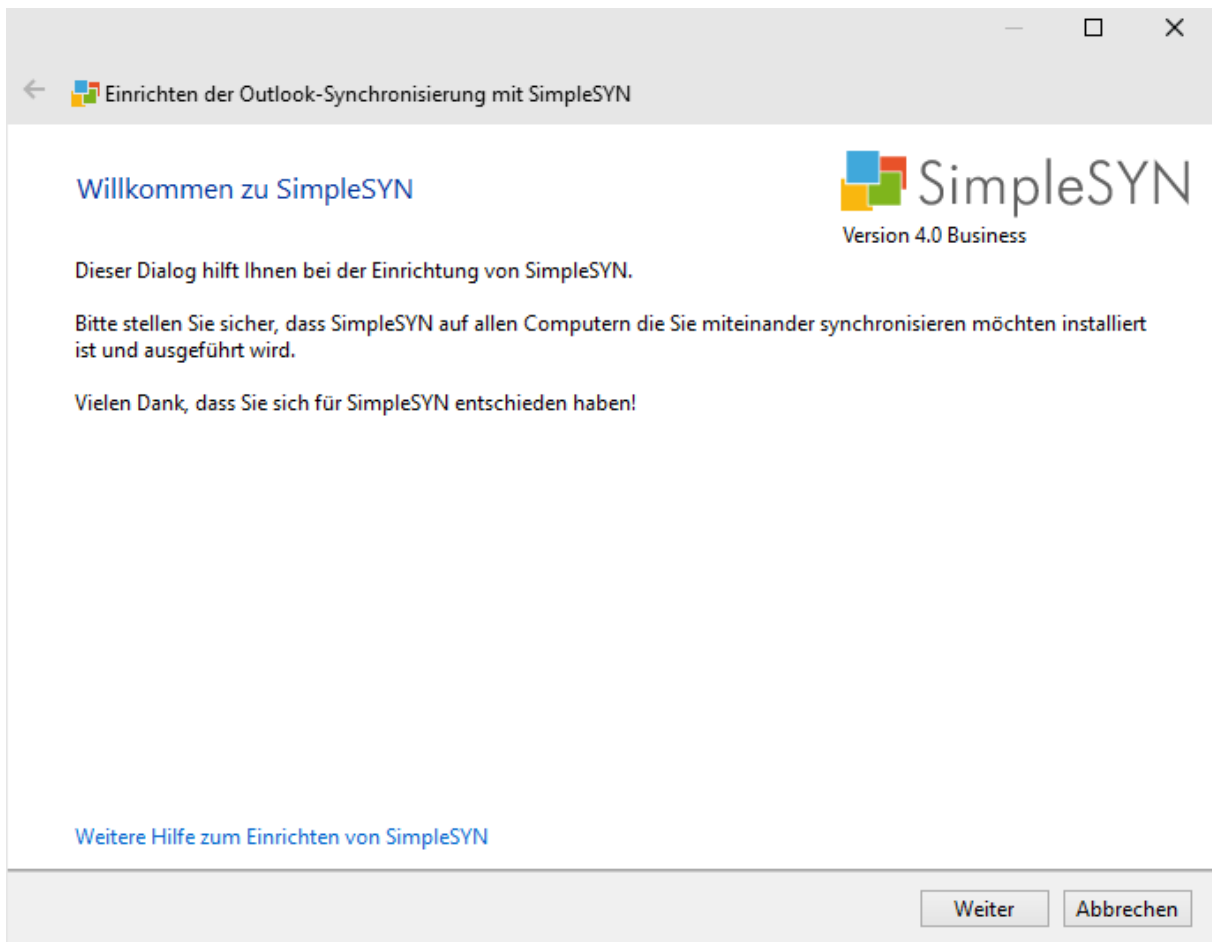 Einrichten der Outlook-Synchronisierung mit SimpleSYN
Willkommen zu SimpleSYN
SimpleSYN
Version 4.0 Business
Dieser Dialog hilft Ihnen bei der Einrichtung von SimpleSYN.
Bitte stellen Sie sicher, dass SimpleSYN auf allen Computern die Sie miteinander synchronisieren möchten installiert
ist und ausgeführt wird.
Vielen Dank, dass Sie sich für SimpleSYN entschieden haben!
Weitere Hilfe zum Einrichten von SimpleSYN
Weiter
Abbrechen